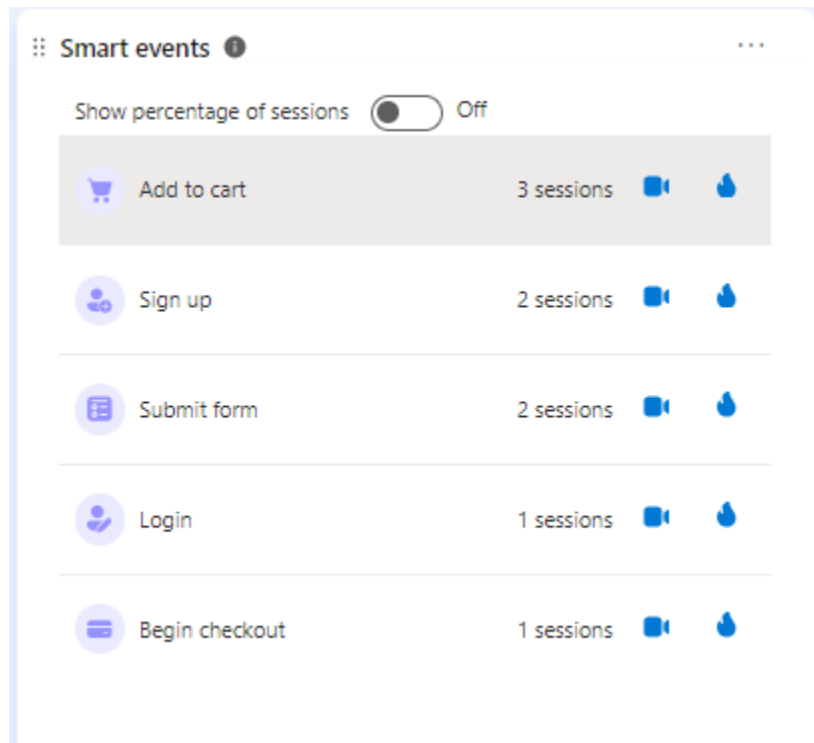 Smart events
Show percentage of sessions Off
Add to cart 3 sessions
Sign up 2 sessions
Submit form 2 sessions
Login 1 sessions
Begin checkout 1 sessions